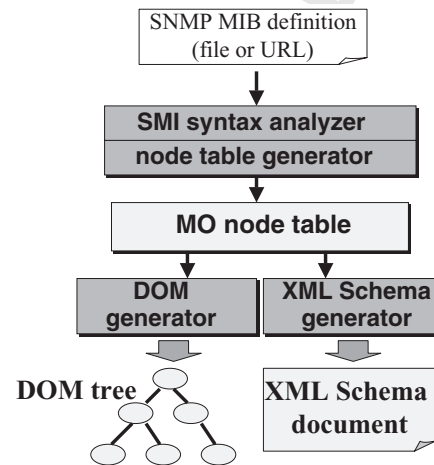 SNMP MIB definition
(file or URL)
SMI syntax analyzer
node table generator
MO node table
DOM
generator
XML Schema
generator
DOM tree
XML Schema
document